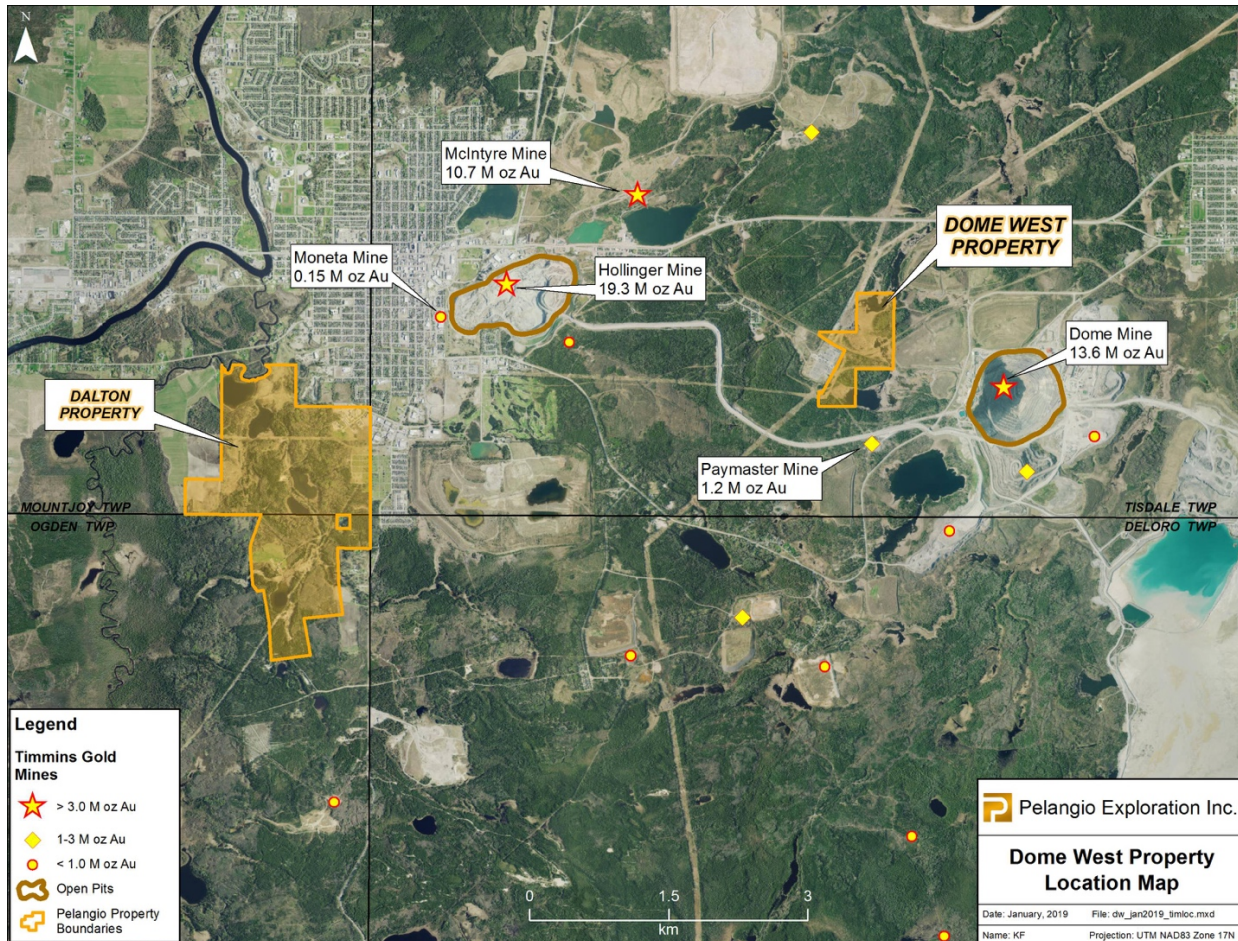 N
McIntyre Mine
10.7 M oz Au
DOME WEST
PROPERTY
Moneta Mine
0.15 M oz Au
Hollinger Mine
19.3 M oz Au
Dome Mine
13.6 M oz Au
DALTON
PROPERTY
Paymaster Mine
1.2 M oz Au
MOUNTJOY TWP
OGDEN TWP
TISDALE TWP
DELORO TWP
Legend
Timmins Gold
Mines
> 3.0 M oz Au
1-3 M oz Au
< 1.0 M oz Au
Open Pits
Pelangio Property
Boundaries
0 1.5 3
km
Pelangio Exploration Inc.
Dome West Property
Location Map
Date: January, 2019 File: dw_jan2019_timloc.mxd
Name: KF Projection: UTM NAD83 Zone 17N